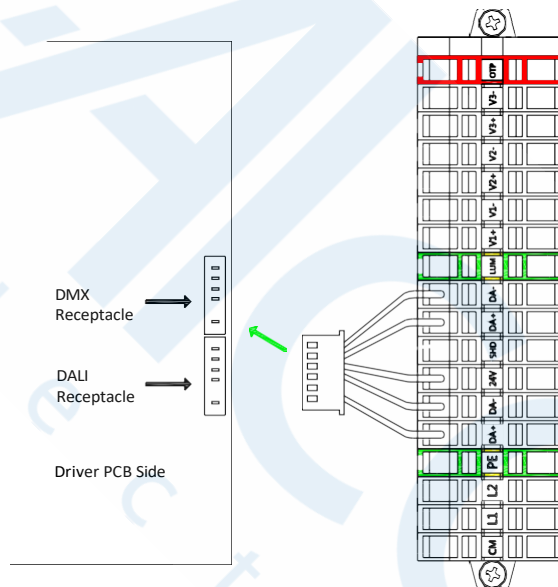 DMX
Receptacle
DALI
Receptacle
Driver PCB Side
OTP
V3-
V3+
V2-
V2+
V1-
V1+
LUM
DA-
DA+
SHD
24V
DA-
DA+
PE
L2
L1
CM